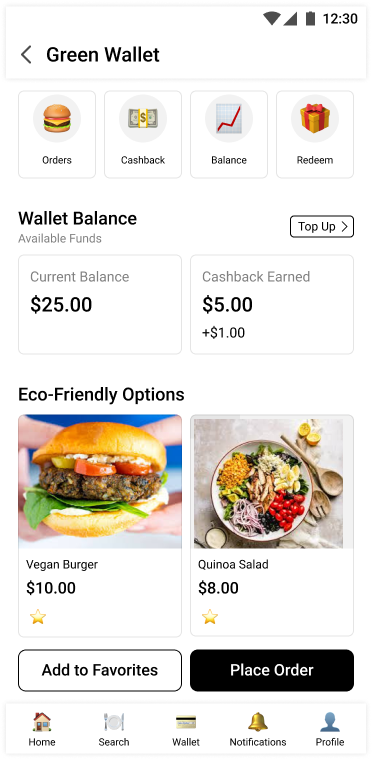 12:30
Green Wallet
Orders
Cashback
Balance
Redeem
Wallet Balance
Available Funds
Top Up
Current Balance
$25.00
Cashback Earned
$5.00
+$1.00
Eco-Friendly Options
Vegan Burger
$10.00
Quinoa Salad
$8.00
Add to Favorites
Place Order
Home
Search
Wallet
Notifications
Profile